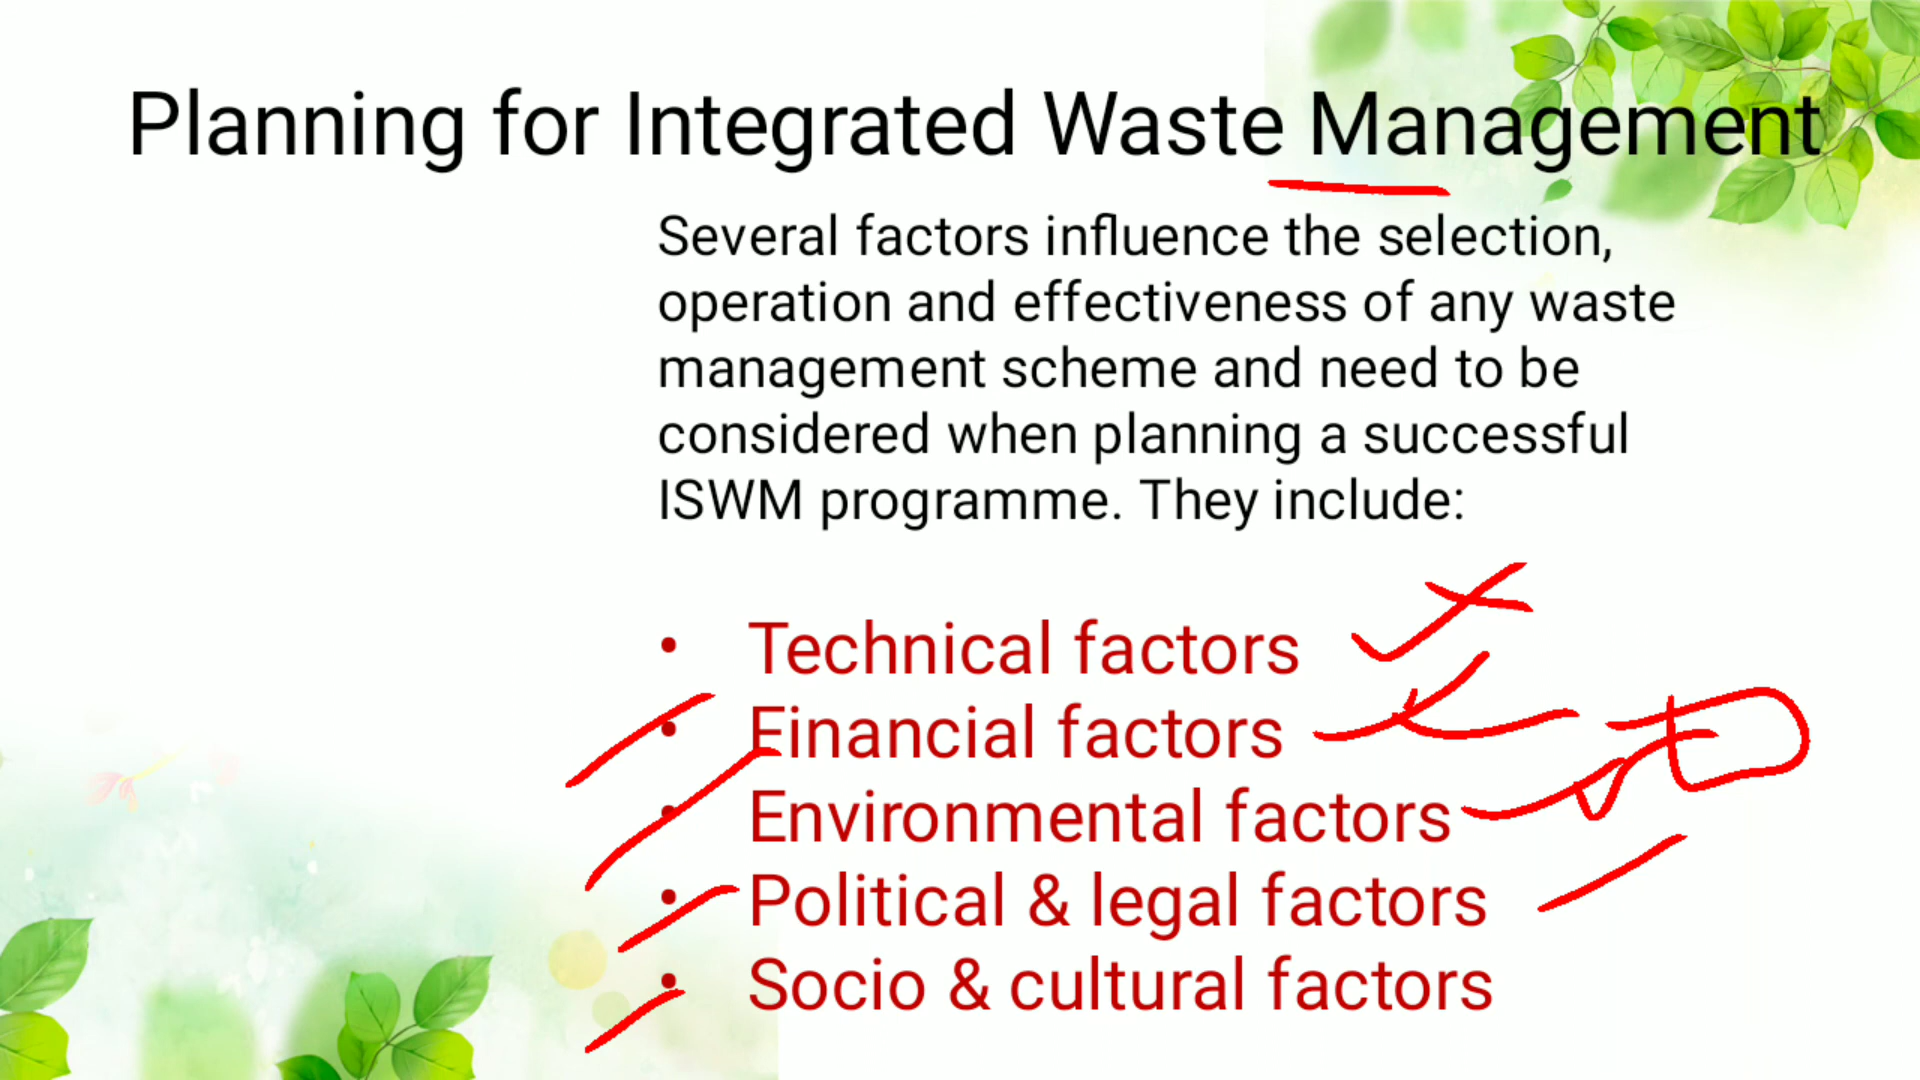 Planning for Integrated Waste Management
Several factors influence the selection,
operation and effectiveness of any waste
management scheme and need to be
considered when planning a successful
ISWM programme. They include:
• Technical factors
• Financial factors
• Environmental factors
• Political & legal factors
• Socio & cultural factors